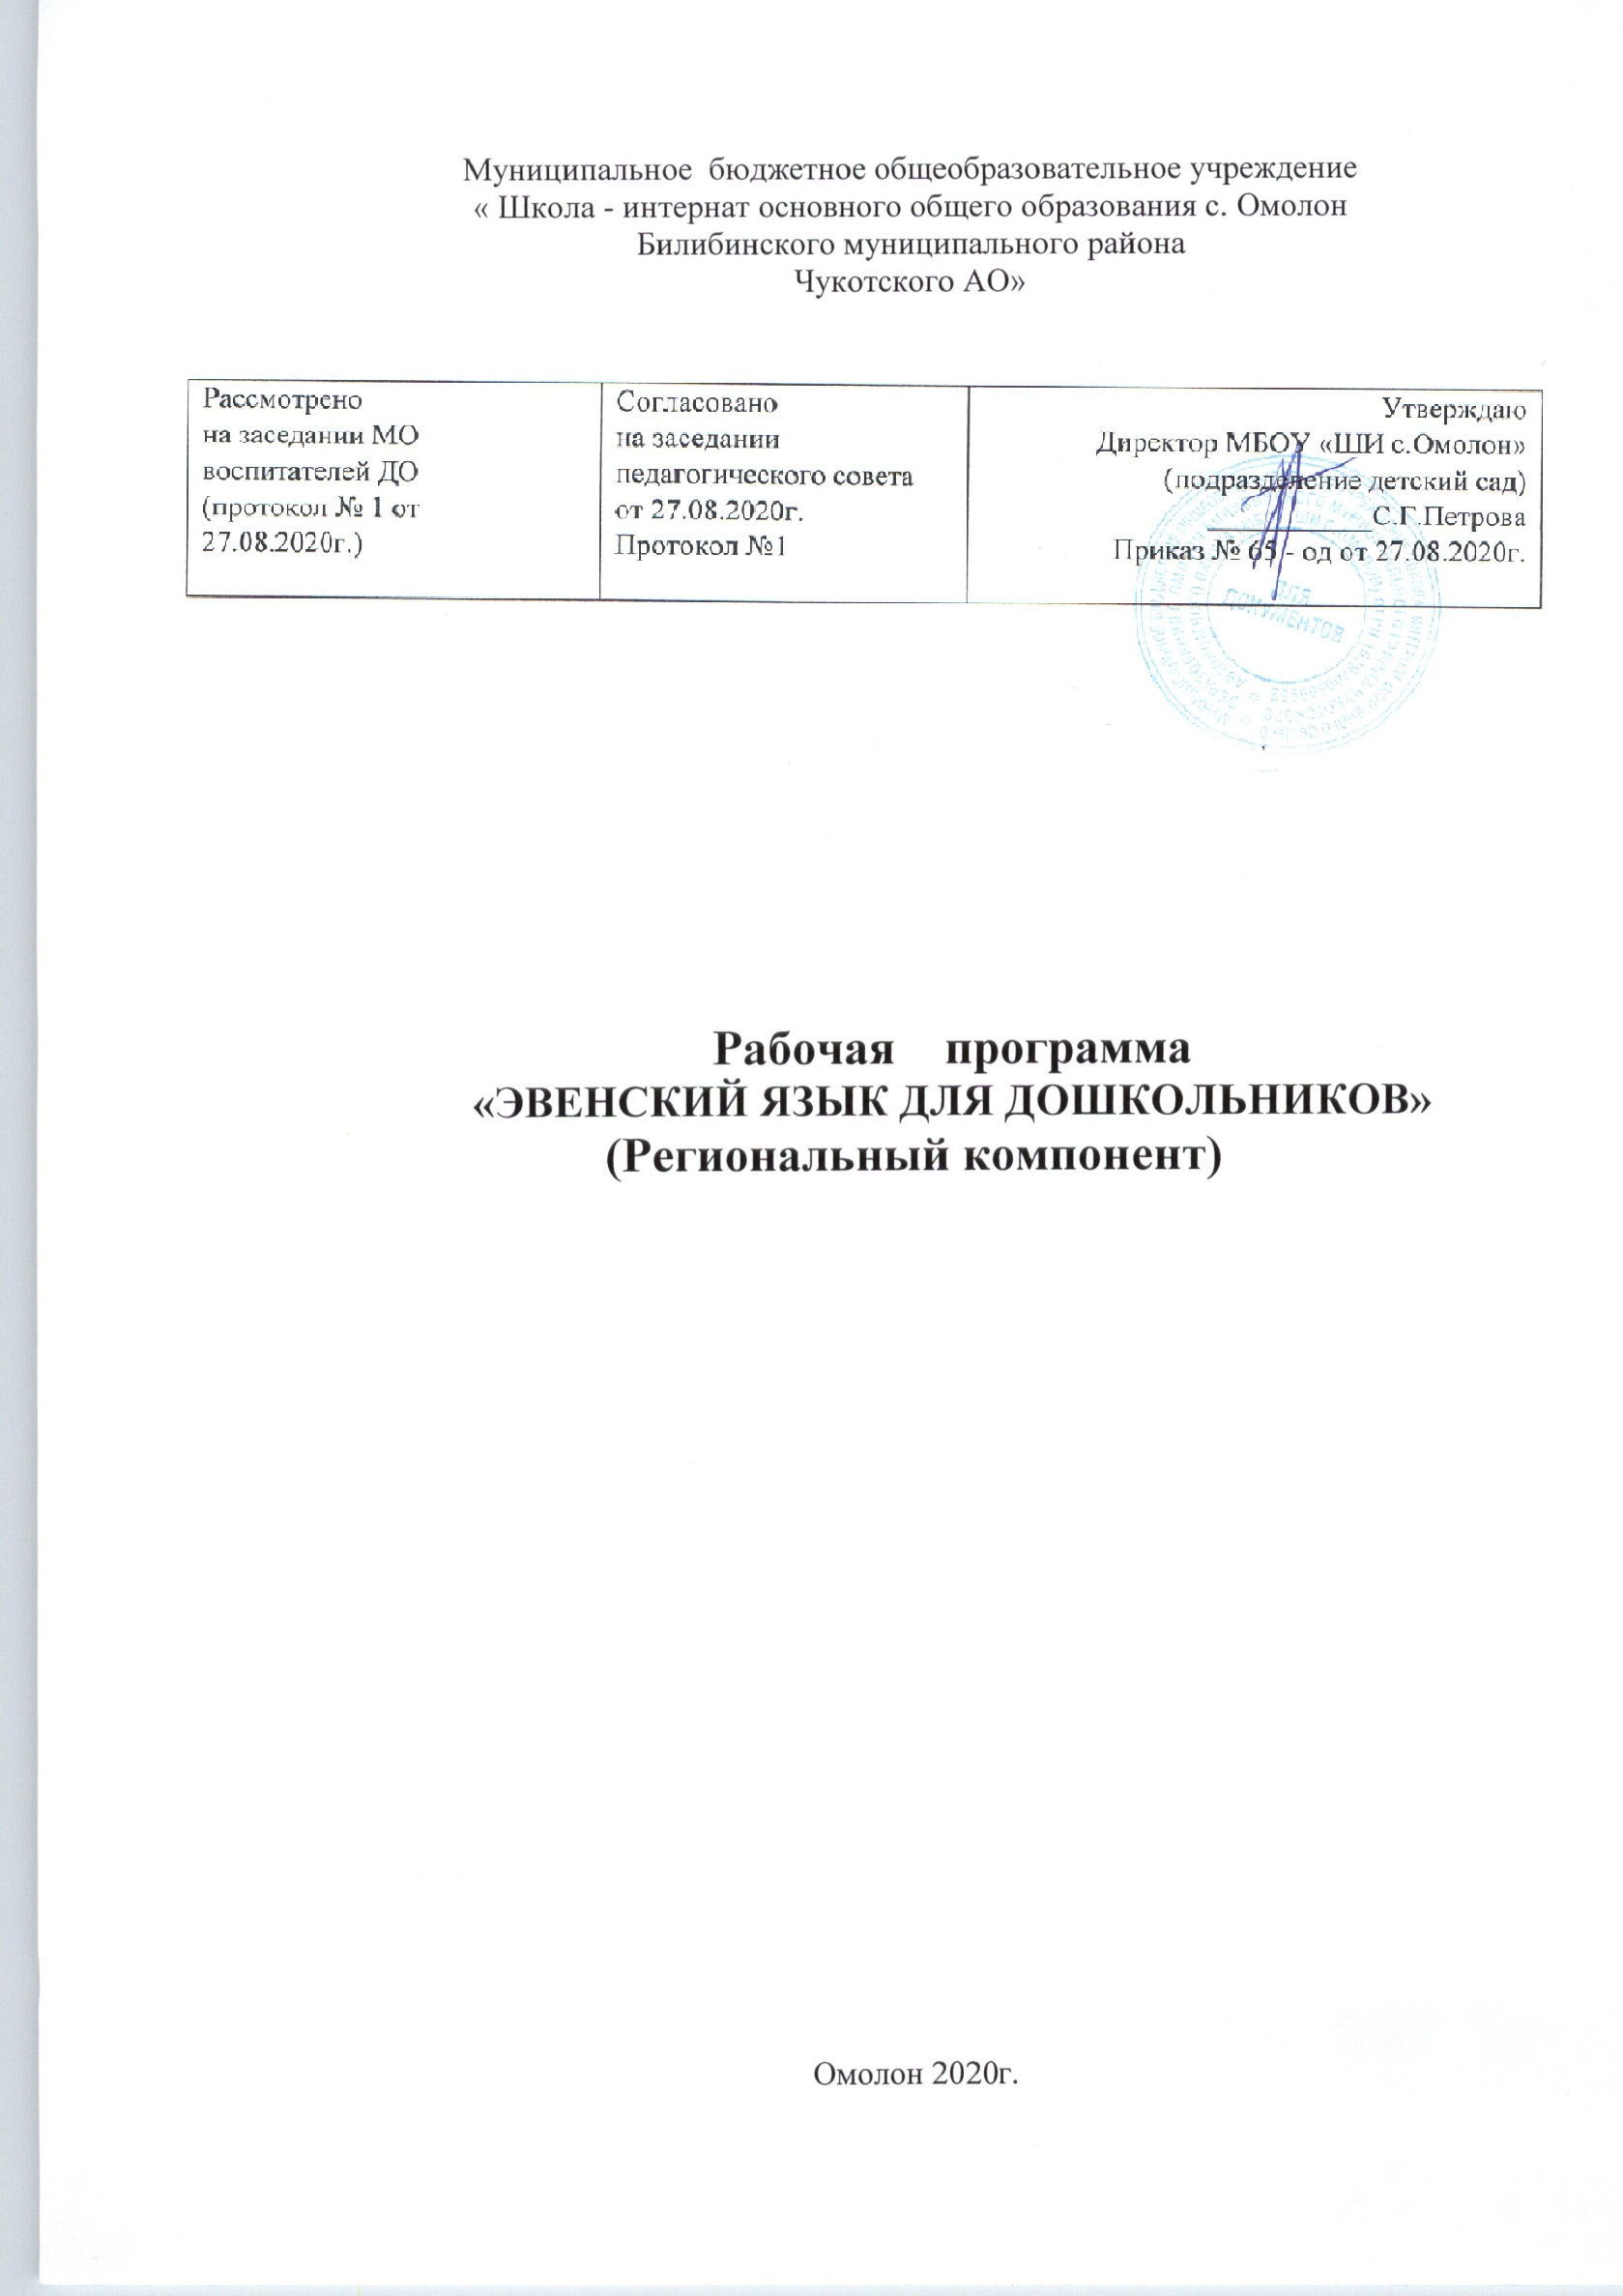 Муниципальное бюджетное общеобразовательное учреждение
« Школа - интернат основного общего образования с. Омолон
Билибинского муниципального района
Чукотского АО»
Рассмотрено
на заседании МО
воспитателей ДО
(протокол № 1 от
27.08.2020г.)
Согласовано
на заседании
педагогического совета
от 27.08.2020г.
Протокол №1
Утверждаю
Директор МБОУ «ШИ с.Омолон»
(подразделение детский сад)
____________С.Г.Петрова
Приказ № 65 - од от 27.08.2020г.
ДЛЯ
ДОКУМЕНТОВ
Рабочая программа
«ЭВЕНСКИЙ ЯЗЫК ДЛЯ ДОШКОЛЬНИКОВ»
(Региональный компонент)
Омолон 2020г.